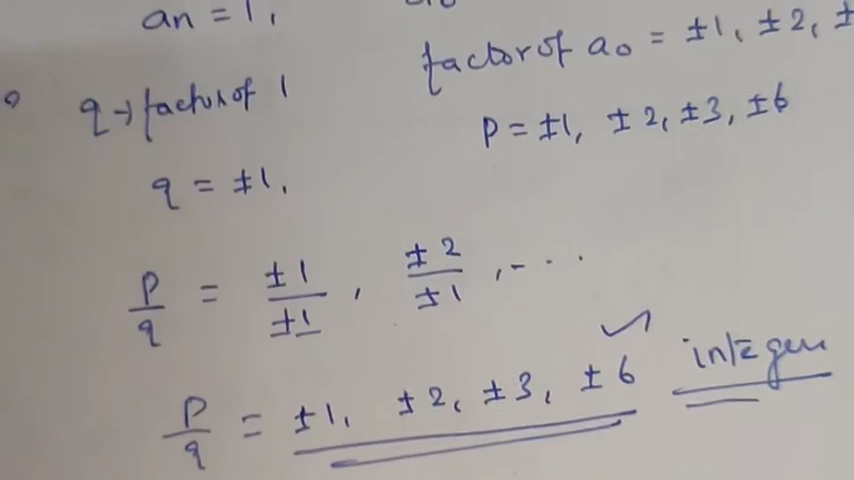 an = 1,
factor of a₀ = ±1, ±2, ±
q → factor of 1
p = ±1, ±2, ±3, ±6
q = ±1.
p/q = ±1/±1, ±2/±1, - . . .
p/q = ±1, ±2, ±3, ±6 integer